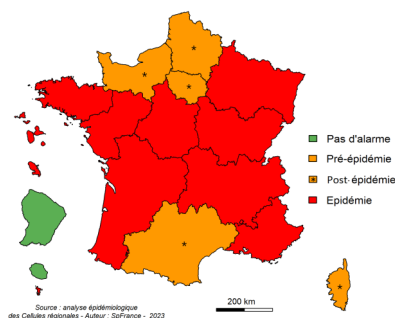 Pas d'alarme
Pré-épidémie
Post-épidémie
Epidémie
Source : analyse épidémiologique
des Cellules régionales - Auteur : SpFrance - 2023
200 km